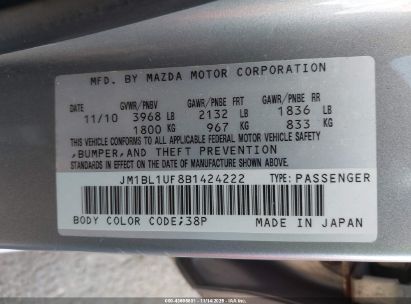 MFD. BY MAZDA MOTOR CORPORATION
DATE GVWR/PNBV GAWR/PNBE FRT GAWR/PNBE RR
11/10 3968 LB 2132 LB 1836 LB
1800 KG 967 KG 833 KG
THIS VEHICLE CONFORMS TO ALL
APPLICABLE FEDERAL MOTOR VEHICLE SAFETY
,BUMPER,AND THEFT PREVENTION
STANDARDS IN EFFECT ON THE DATE OF MANUFACTURE SHOWN ABOVE.
JM1BL1UF8B1424222 TYPE: PASSENGER
BODY COLOR CODE;38P MADE IN JAPAN